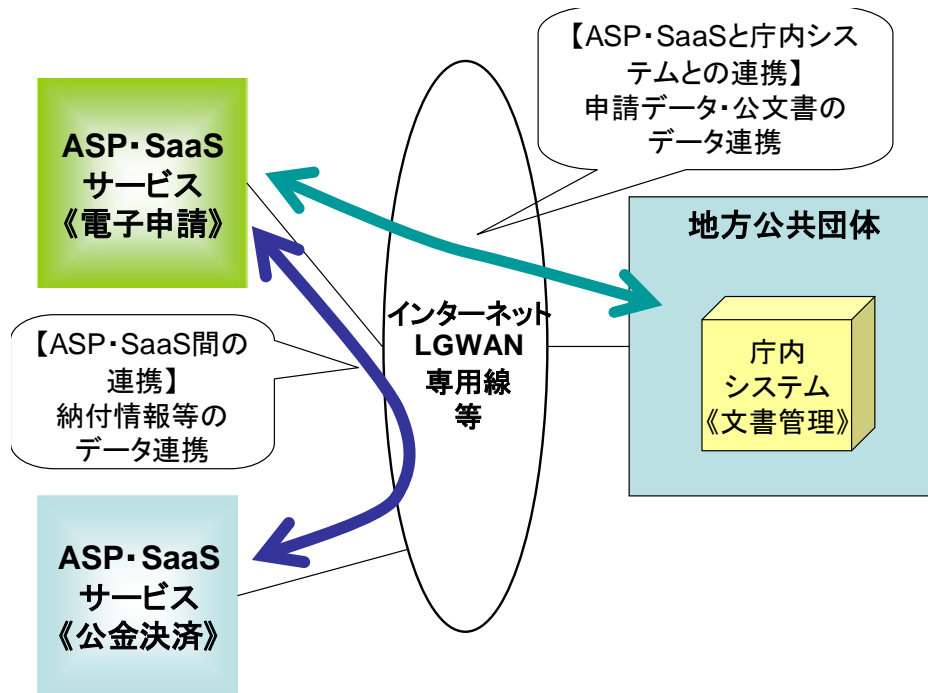 【ASP・SaaSと庁内シス
テムとの連携】
申請データ・公文書の
データ連携
ASP・SaaS
サービス
《電子申請》
地方公共団体
インターネット
LGWAN
専用線
等
庁内
システム
《文書管理》
【ASP・SaaS間の
連携】
納付情報等の
データ連携
ASP・SaaS
サービス
《公金決済》